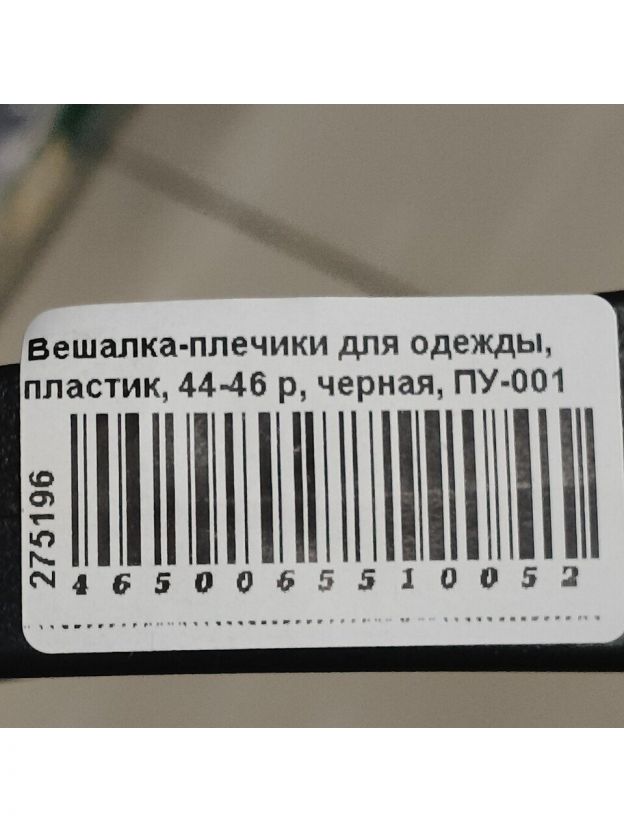 Вешалка-плечики для одежды,
пластик, 44-46 р, черная, ПУ-001
275196
4650065510052